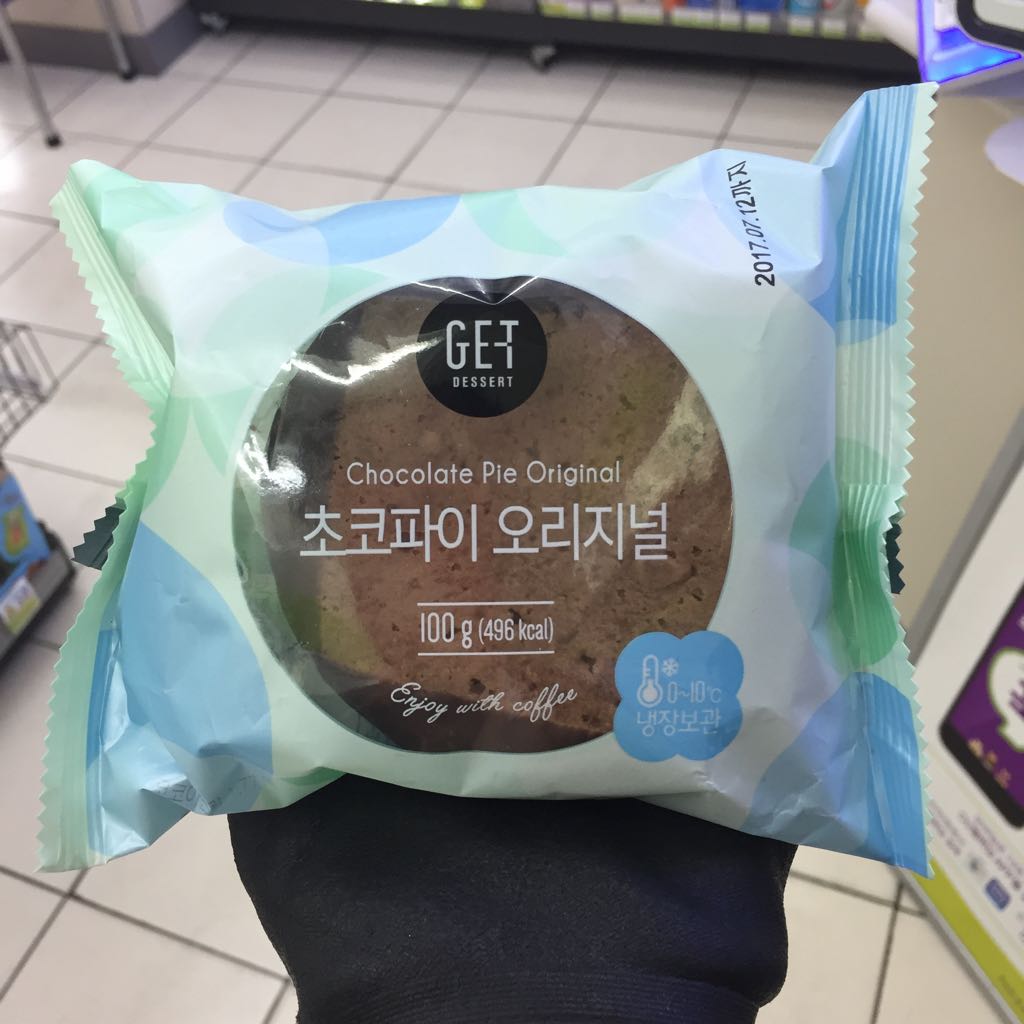 2017.07.12까지
GET
DESSERT
Chocolate Pie Original
초코파이 오리지널
100 g (496 kcal)
Enjoy with coffee
0~10℃
냉장보관